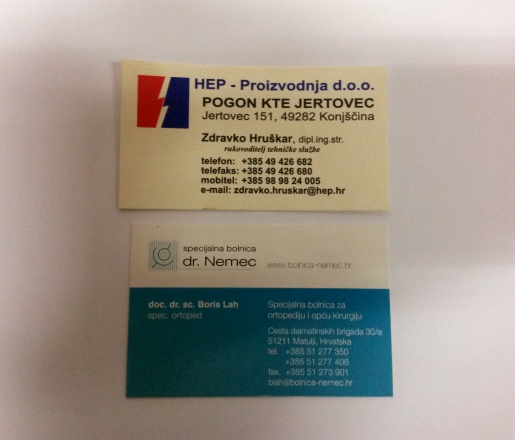 HEP - Proizvodnja d.o.o.
POGON KTE JERTOVEC
Jertovec 151, 49282 Konjščina
Zdravko Hruškar, dipl.ing.str.
rukovoditelj tehničke službe
telefon: +385 49 426 682
telefaks: +385 49 426 680
mobitel: +385 98 98 24 005
e-mail: zdravko.hruskar@hep.hr
specijalna bolnica
dr. Nemec
www.bolnica-nemec.hr
doc. dr. sc. Boris Lah
spec. ortoped
Specijalna bolnica za
ortopediju i opću kirurgiju
Cesta dalmatinskih brigada 30/a
51211 Matulji, Hrvatska
tel. +385 51 277 350
+385 51 277 406
fax. +385 51 273 901
blah@bolnica-nemec.hr